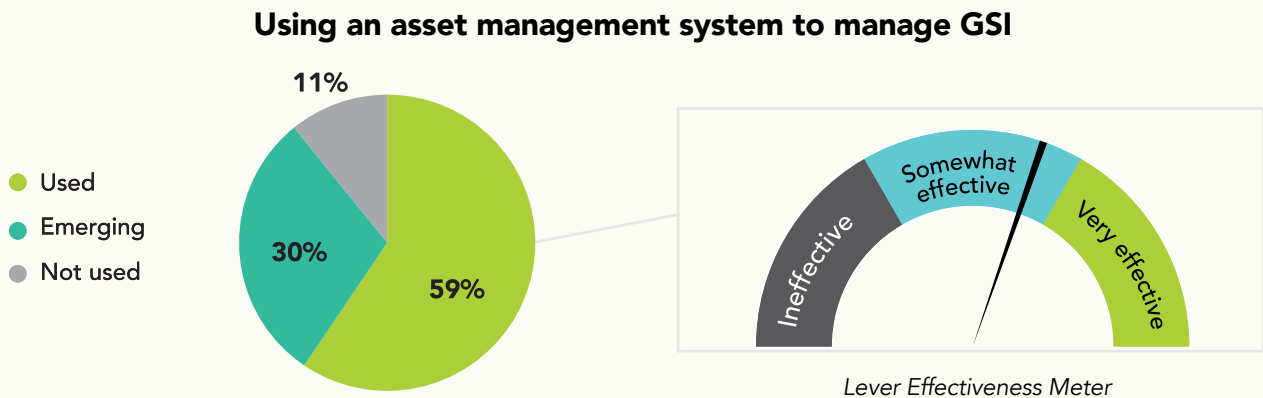 Using an asset management system to manage GSI
11%
Used
Emerging
Not used
30%
59%
Ineffective
Somewhat
effective
Very effective
Lever Effectiveness Meter